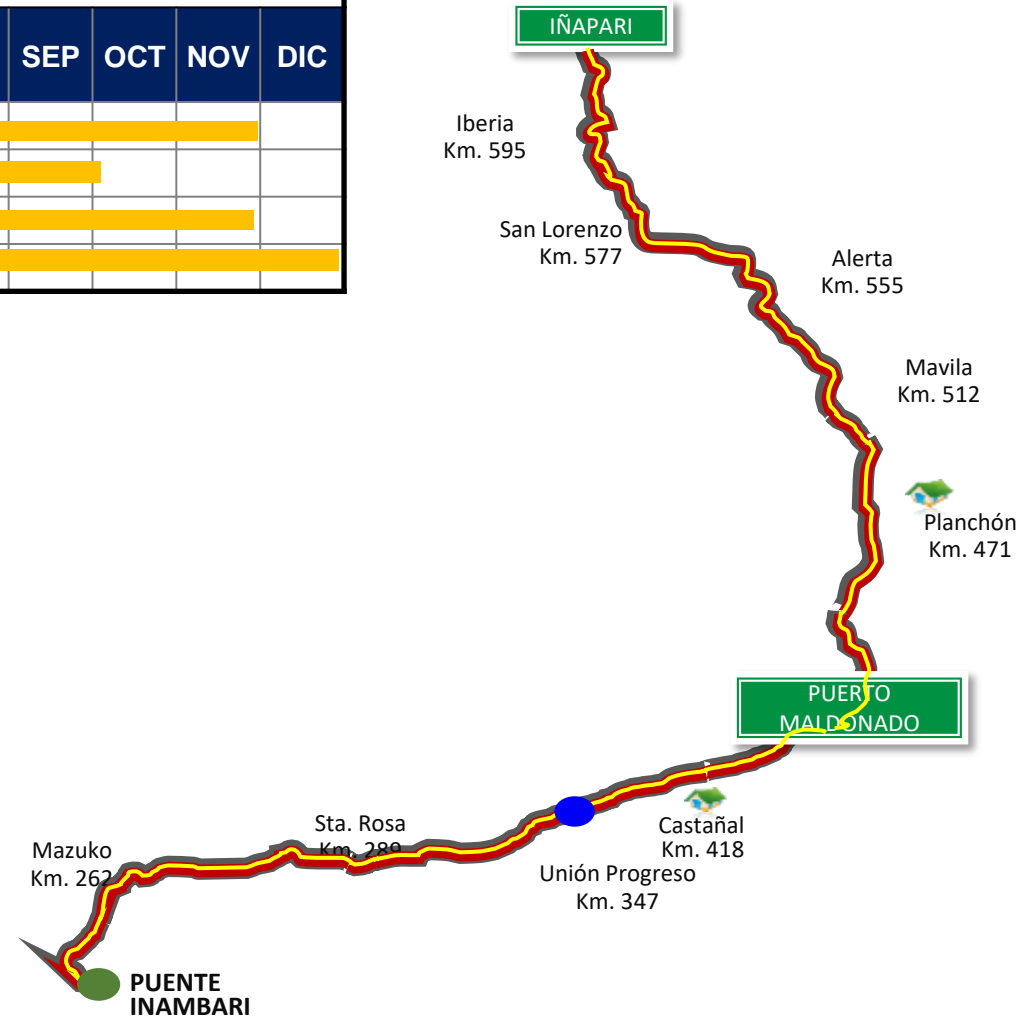 SEP OCT NOV DIC
IÑAPARI
Iberia
Km. 595
San Lorenzo
Km. 577
Alerta
Km. 555
Mavila
Km. 512
Planchón
Km. 471
PUERTO
MALDONADO
Castañal
Km. 418
Unión Progreso
Km. 347
Sta. Rosa
Km. 289
Mazuko
Km. 262
PUENTE
INAMBARI